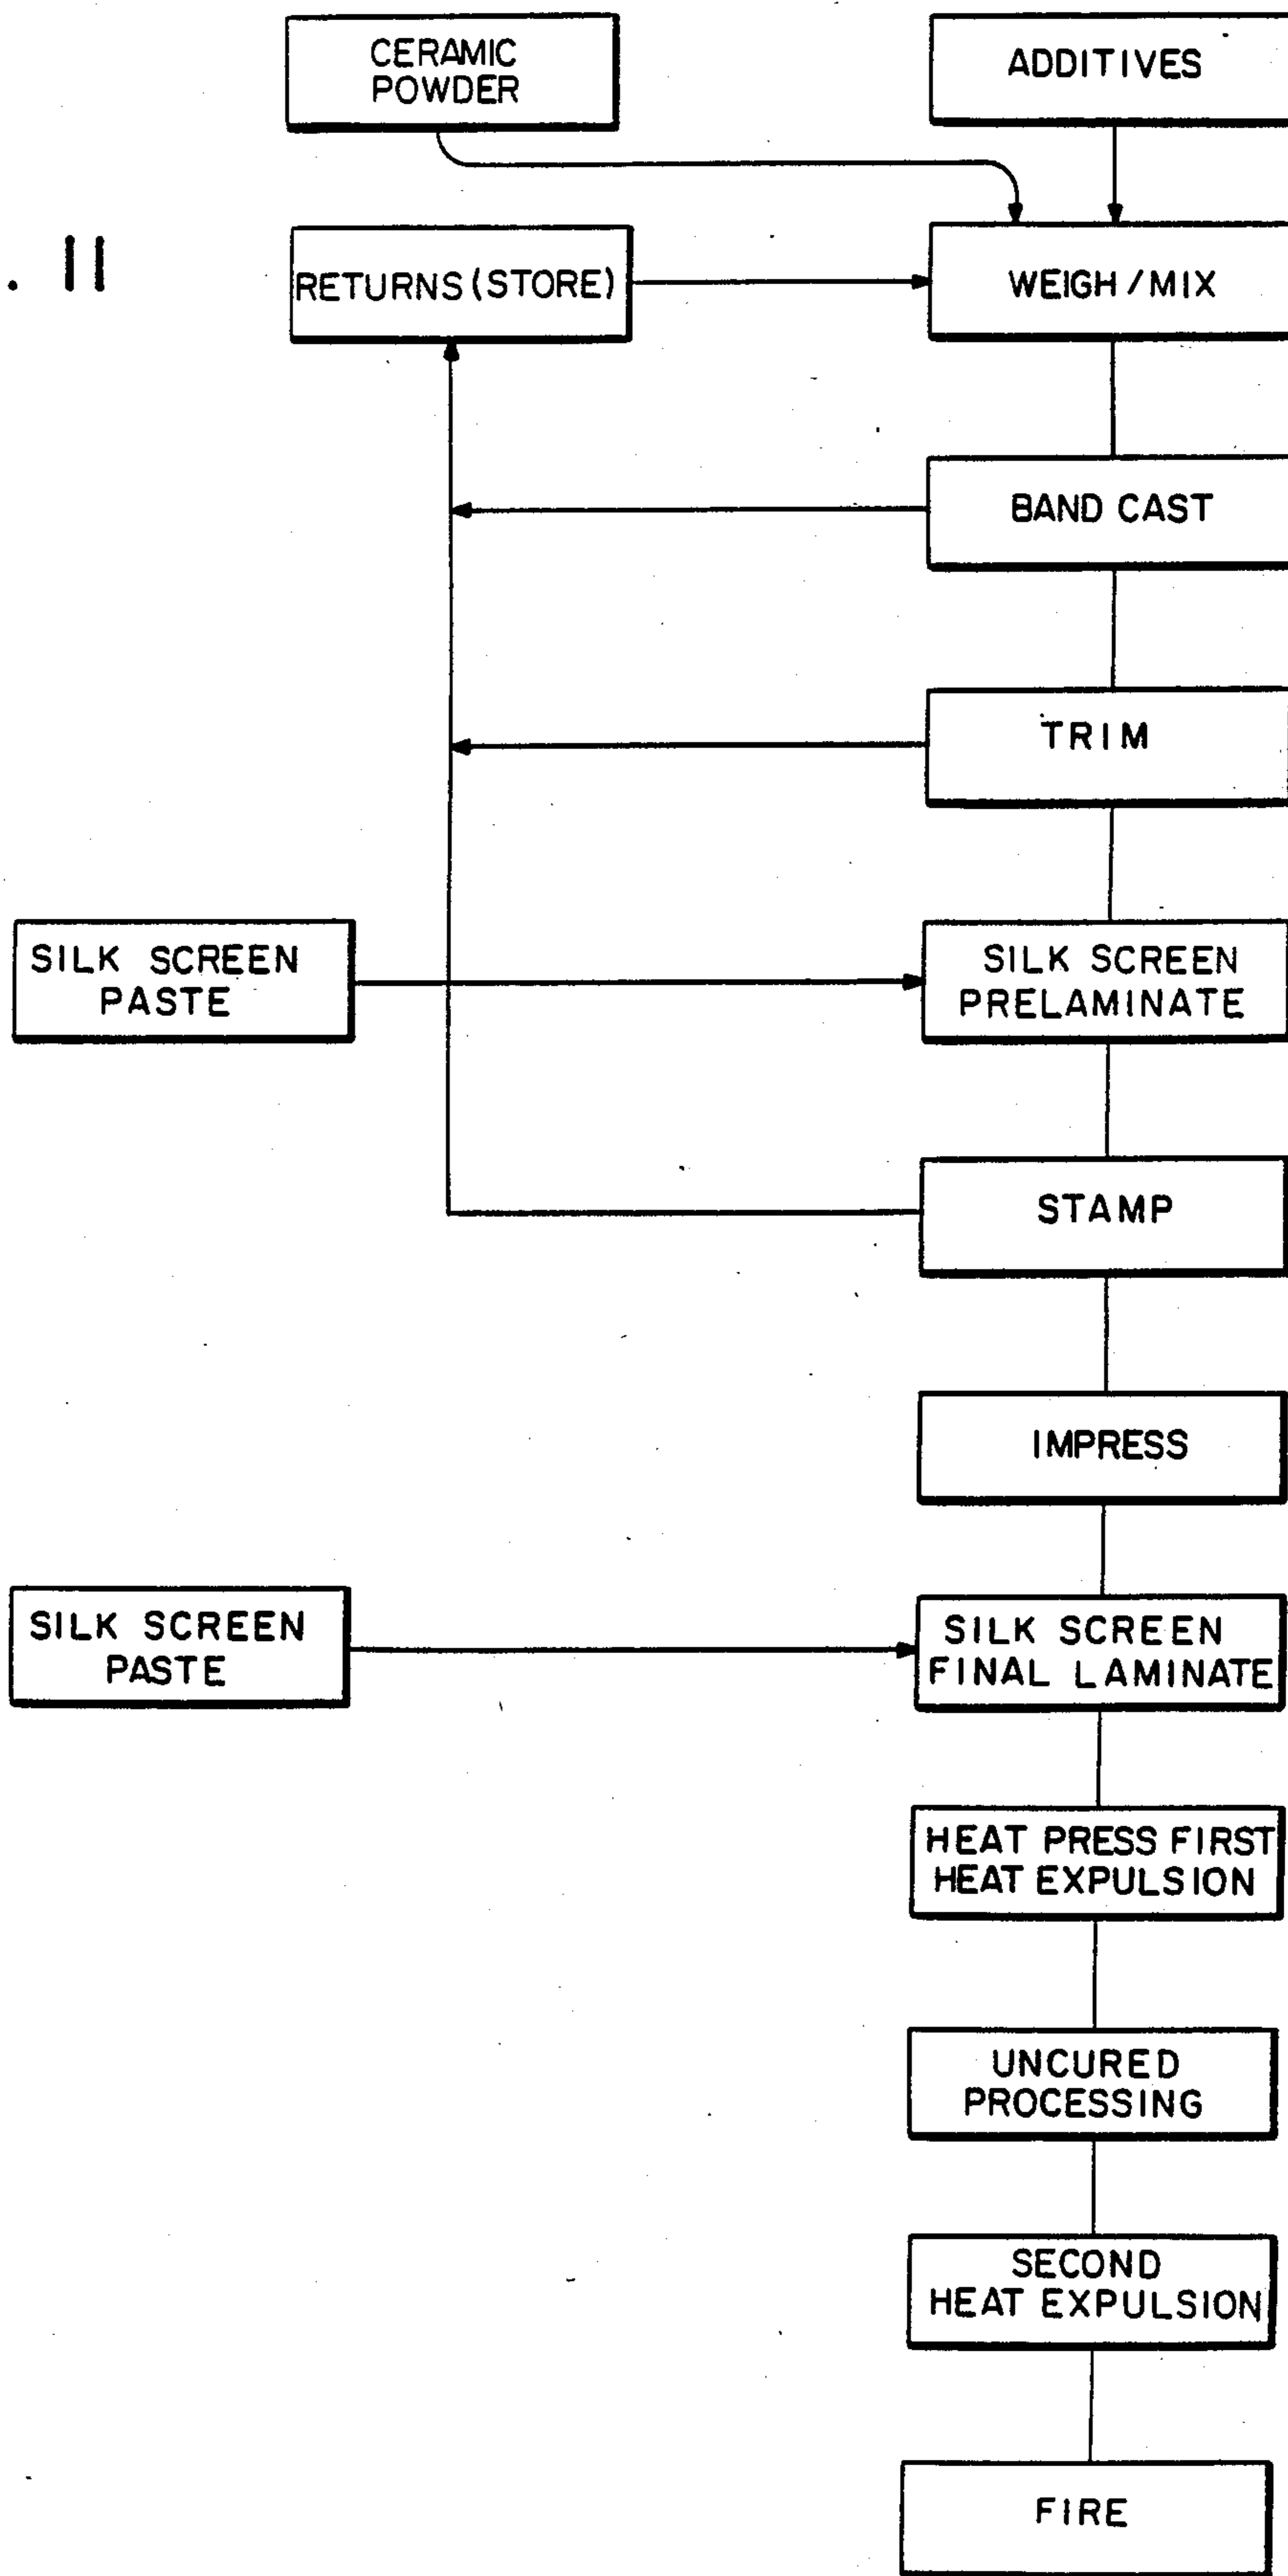 CERAMIC
POWDER
ADDITIVES
. 11
RETURNS (STORE)
WEIGH / MIX
BAND CAST
TRIM
SILK SCREEN
PASTE
SILK SCREEN
PRELAMINATE
STAMP
IMPRESS
SILK SCREEN
PASTE
SILK SCREEN
FINAL LAMINATE
HEAT PRESS FIRST
HEAT EXPULSION
UNCURED
PROCESSING
SECOND
HEAT EXPULSION
FIRE